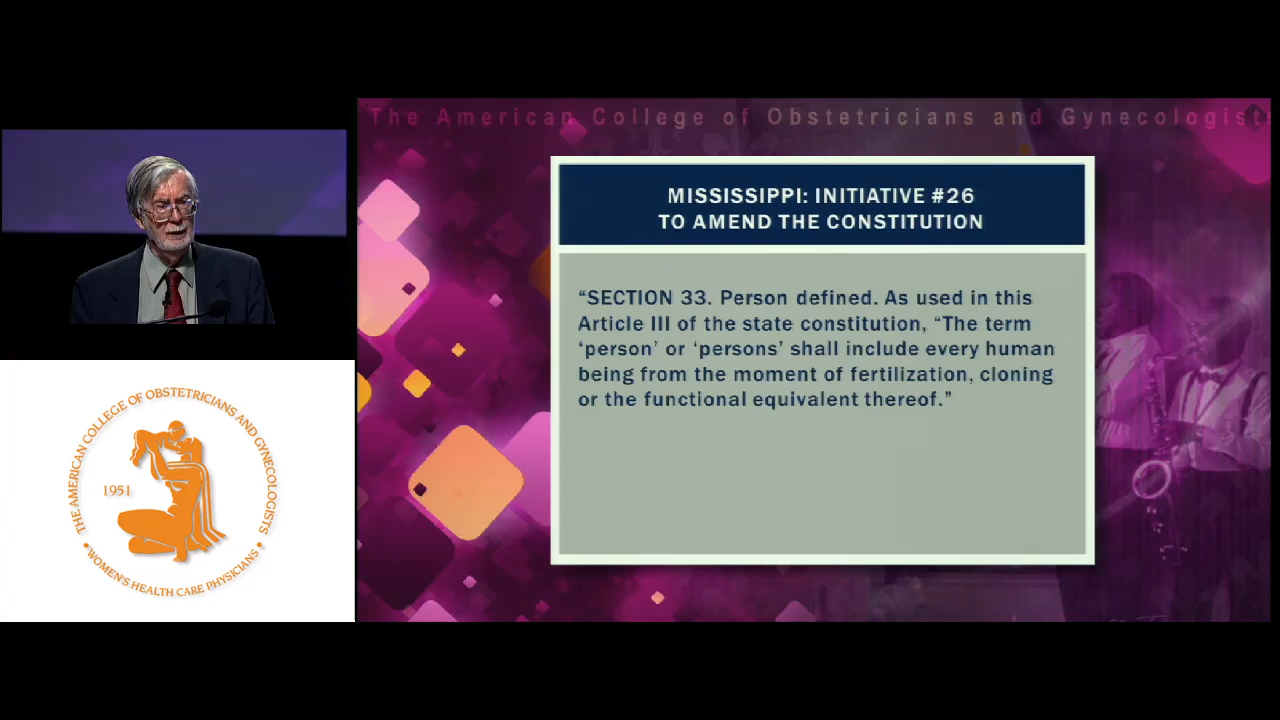 The American College of Obstetricians and Gynecologists
MISSISSIPPI: INITIATIVE #26
TO AMEND THE CONSTITUTION
“SECTION 33. Person defined. As used in this
Article III of the state constitution, “The term
‘person’ or ‘persons’ shall include every human
being from the moment of fertilization, cloning
or the functional equivalent thereof.”
THE AMERICAN COLLEGE OF OBSTETRICIANS AND GYNECOLOGISTS
1951
• WOMEN'S HEALTH CARE PHYSICIANS •